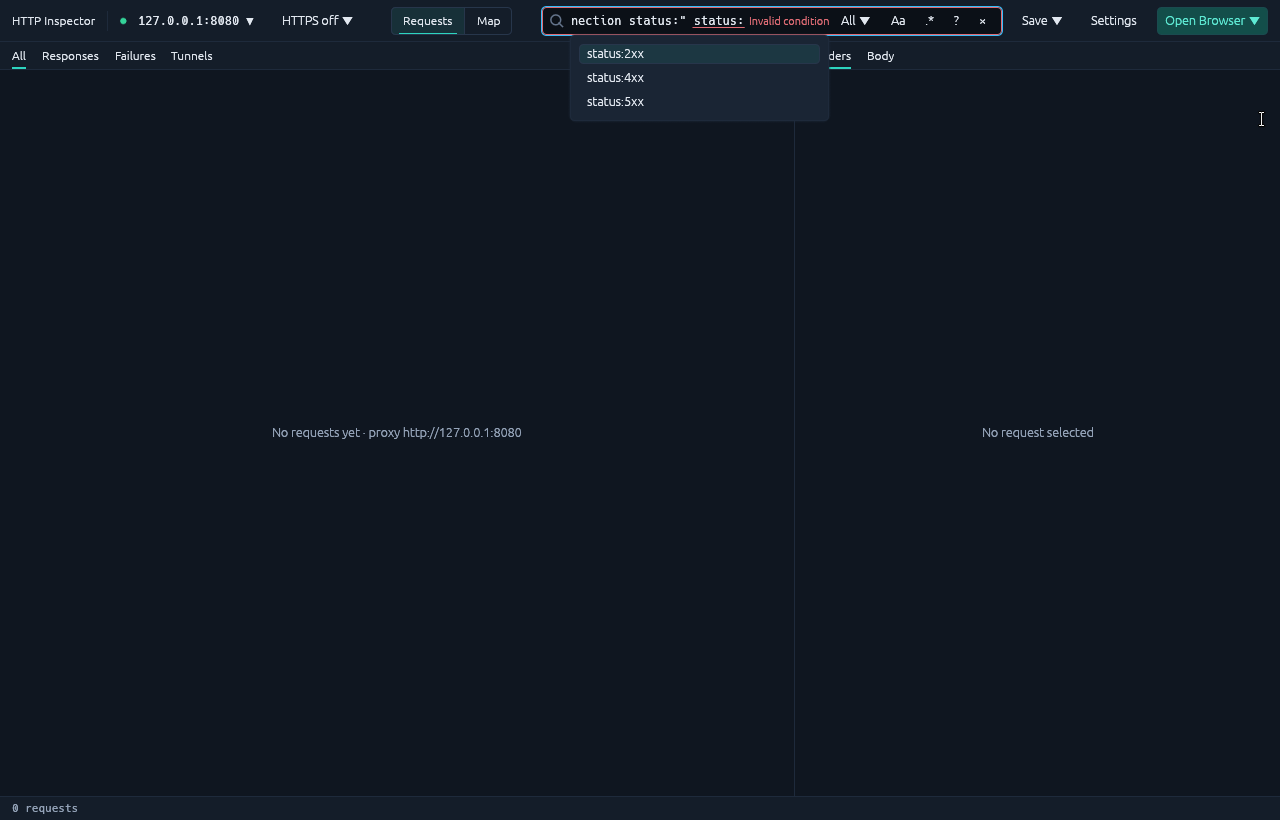 HTTP Inspector 127.0.0.1:8080 ▼ HTTPS off ▼ Requests Map nection status:" status: Invalid condition All ▼ Aa .* ? × Save ▼ Settings Open Browser ▼
All Responses Failures Tunnels ders Body
status:2xx
status:4xx
status:5xx
No requests yet · proxy http://127.0.0.1:8080 No request selected
0 requests